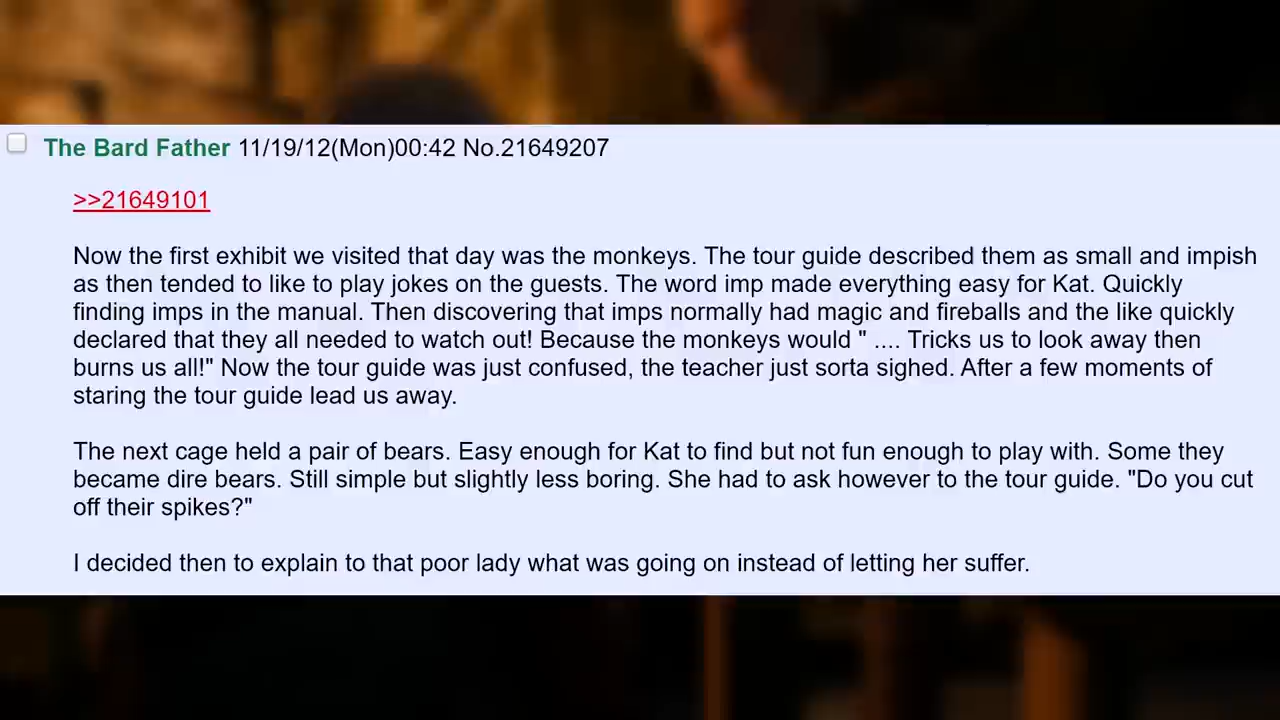 The Bard Father 11/19/12(Mon)00:42 No.21649207
>>21649101
Now the first exhibit we visited that day was the monkeys. The tour guide described them as small and impish
as then tended to like to play jokes on the guests. The word imp made everything easy for Kat. Quickly
finding imps in the manual. Then discovering that imps normally had magic and fireballs and the like quickly
declared that they all needed to watch out! Because the monkeys would " .... Tricks us to look away then
burns us all!" Now the tour guide was just confused, the teacher just sorta sighed. After a few moments of
staring the tour guide lead us away.
The next cage held a pair of bears. Easy enough for Kat to find but not fun enough to play with. Some they
became dire bears. Still simple but slightly less boring. She had to ask however to the tour guide. "Do you cut
off their spikes?"
I decided then to explain to that poor lady what was going on instead of letting her suffer.